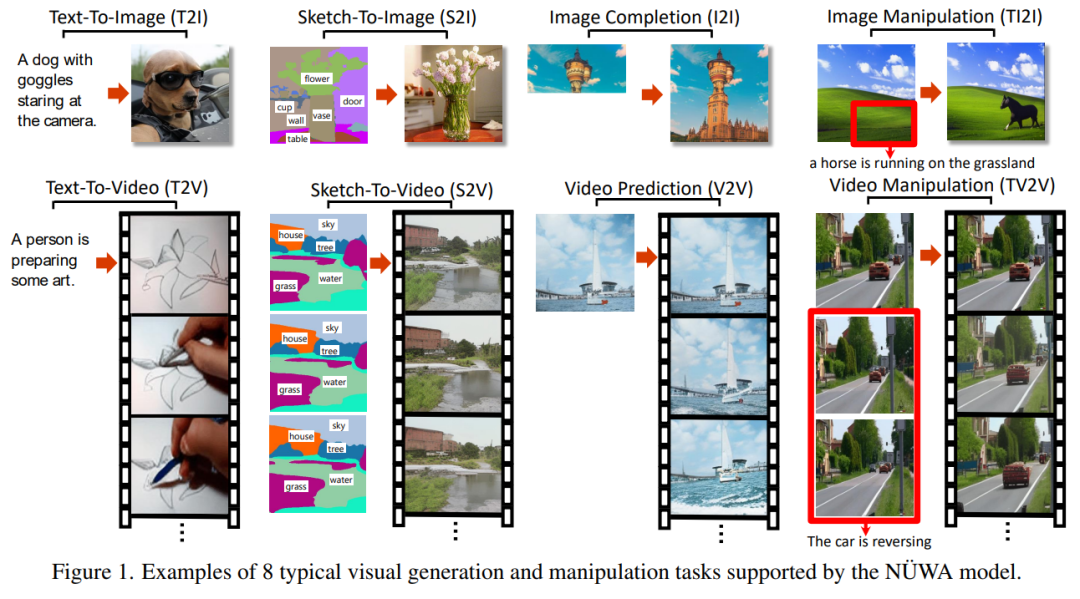 Text-To-Image (T2I)
Sketch-To-Image (S2I)
Image Completion (I2I)
Image Manipulation (TI2I)
A dog with
goggles
staring at
the camera.
flower
cup
door
wall
vase
table
a horse is running on the grassland
Text-To-Video (T2V)
Sketch-To-Video (S2V)
Video Prediction (V2V)
Video Manipulation (TV2V)
A person is
preparing
some art.
sky
house
tree
water
grass
sky
house
tree
water
grass
sky
house
tree
water
grass
The car is reversing
Figure 1. Examples of 8 typical visual generation and manipulation tasks supported by the NÜWA model.